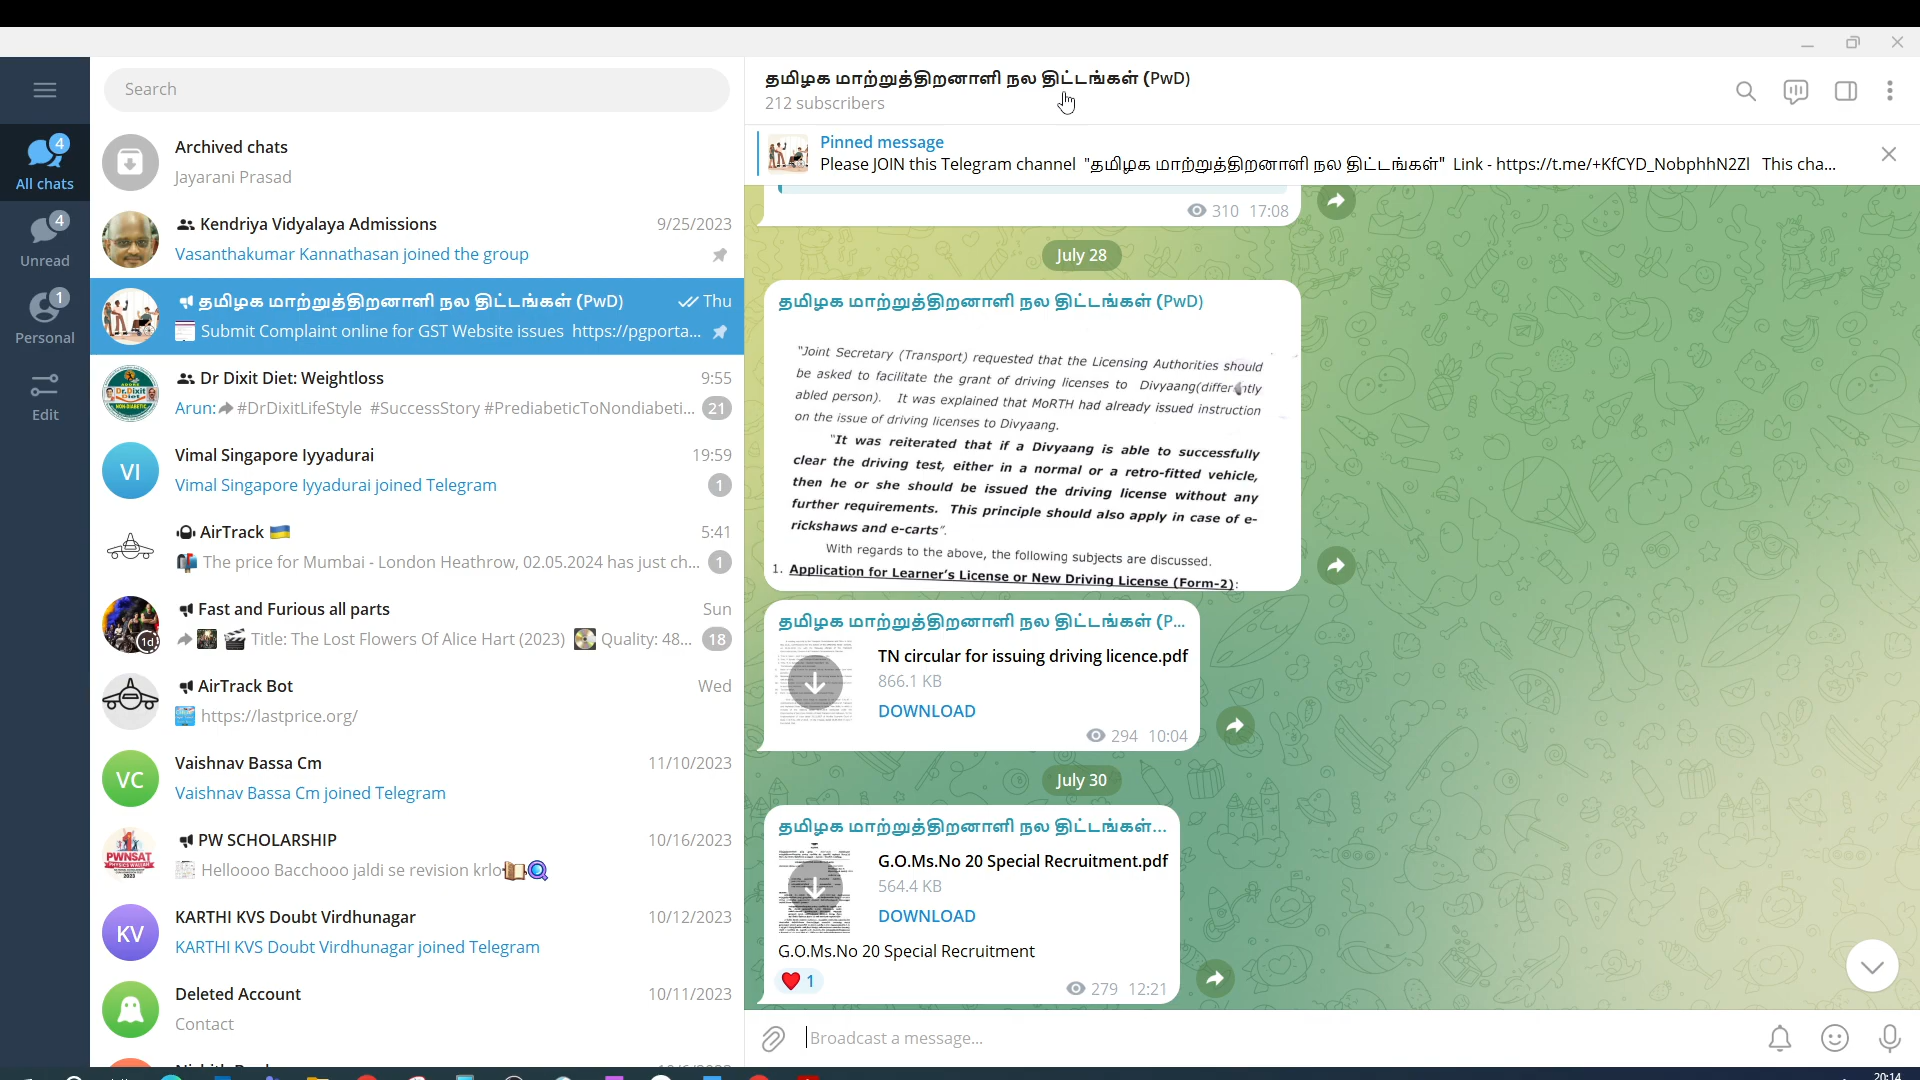 Search
Archived chats
Jayarani Prasad
Kendriya Vidyalaya Admissions 9/25/2023
Vasanthakumar Kannathasan joined the group
தமிழக மாற்றுத்திறனாளி நல திட்டங்கள் (PwD) Thu
Submit Complaint online for GST Website issues https://pgporta...
Dr Dixit Diet: Weightloss 9:55
Arun: #DrDixitLifeStyle #SuccessStory #PrediabeticToNondiabeti... 21
Vimal Singapore Iyyadurai 19:59
Vimal Singapore Iyyadurai joined Telegram 1
AirTrack 5:41
The price for Mumbai - London Heathrow, 02.05.2024 has just ch... 1
Fast and Furious all parts Sun
Title: The Lost Flowers Of Alice Hart (2023) Quality: 48... 18
1d
AirTrack Bot Wed
https://lastprice.org/
VC
Vaishnav Bassa Cm 11/10/2023
Vaishnav Bassa Cm joined Telegram
PW SCHOLARSHIP 10/16/2023
Helloooo Bacchooo jaldi se revision krlo
PWNSAT
KV
KARTHI KVS Doubt Virdhunagar 10/12/2023
KARTHI KVS Doubt Virdhunagar joined Telegram
Deleted Account 10/11/2023
Contact
VI
4
All chats
4
Unread
1
Personal
Edit
தமிழக மாற்றுத்திறனாளி நல திட்டங்கள் (PwD)
212 subscribers
Pinned message
Please JOIN this Telegram channel "தமிழக மாற்றுத்திறனாளி நல திட்டங்கள்" Link - https://t.me/+KfCYD_NobphhN2Zl This cha...
310 17:08
July 28
தமிழக மாற்றுத்திறனாளி நல திட்டங்கள் (PwD)
"Joint Secretary (Transport) requested that the Licensing Authorities should
be asked to facilitate the grant of driving licenses to Divyaang(differently
abled person). It was explained that MoRTH had already issued instruction
on the issue of driving licenses to Divyaang.
"It was reiterated that if a Divyaang is able to successfully
clear the driving test, either in a normal or a retro-fitted vehicle,
then he or she should be issued the driving license without any
further requirements. This principle should also apply in case of e-
rickshaws and e-carts".
With regards to the above, the following subjects are discussed.
1. Application for Learner's License or New Driving License (Form-2):
தமிழக மாற்றுத்திறனாளி நல திட்டங்கள் (P...
TN circular for issuing driving licence.pdf
866.1 KB
DOWNLOAD
294 10:04
July 30
தமிழக மாற்றுத்திறனாளி நல திட்டங்கள்...
G.O.Ms.No 20 Special Recruitment.pdf
564.4 KB
DOWNLOAD
G.O.Ms.No 20 Special Recruitment
1
279 12:21
Broadcast a message...
20:14